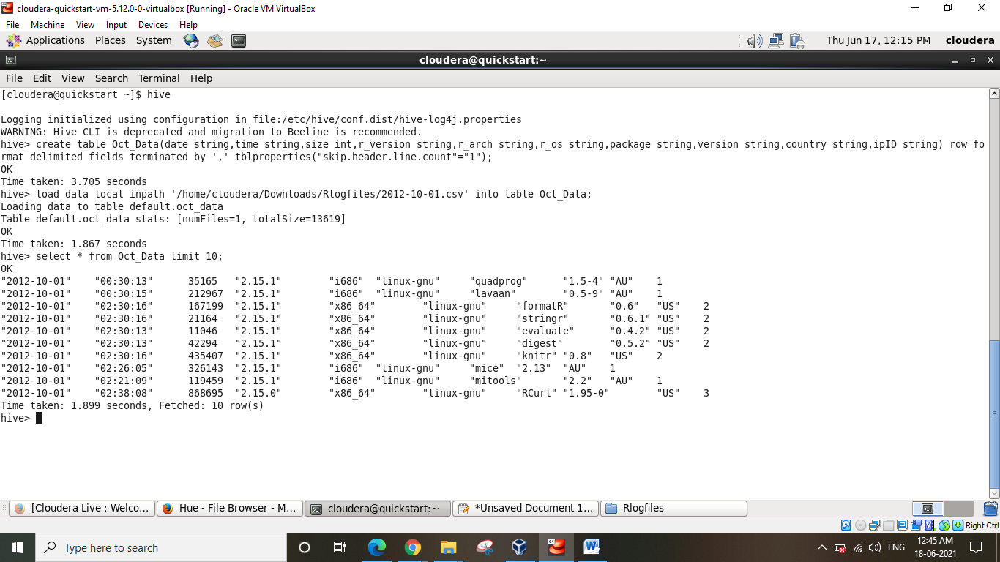 cloudera-quickstart-vm-5.12.0-0-virtualbox [Running] - Oracle VM VirtualBox
File Machine View Input Devices Help
Applications Places System Thu Jun 17, 12:15 PM cloudera
cloudera@quickstart:~
File Edit View Search Terminal Help
[cloudera@quickstart ~]$ hive
Logging initialized using configuration in file:/etc/hive/conf.dist/hive-log4j.properties
WARNING: Hive CLI is deprecated and migration to Beeline is recommended.
hive> create table Oct_Data(date string,time string,size int,r_version string,r_arch string,r_os string,package string,version string,country string,ipID string) row fo
rmat delimited fields terminated by ',' tblproperties("skip.header.line.count"="1");
OK
Time taken: 3.705 seconds
hive> load data local inpath '/home/cloudera/Downloads/Rlogfiles/2012-10-01.csv' into table Oct_Data;
Loading data to table default.oct_data
Table default.oct_data stats: [numFiles=1, totalSize=13619]
OK
Time taken: 1.867 seconds
hive> select * from Oct_Data limit 10;
OK
"2012-10-01" "00:30:13" 35165 "2.15.1" "i686" "linux-gnu" "quadprog" "1.5-4" "AU" 1
"2012-10-01" "00:30:15" 212967 "2.15.1" "i686" "linux-gnu" "lavaan" "0.5-9" "AU" 1
"2012-10-01" "02:30:16" 167199 "2.15.1" "x86_64" "linux-gnu" "formatR" "0.6" "US" 2
"2012-10-01" "02:30:16" 21164 "2.15.1" "x86_64" "linux-gnu" "stringr" "0.6.1" "US" 2
"2012-10-01" "02:30:13" 11046 "2.15.1" "x86_64" "linux-gnu" "evaluate" "0.4.2" "US" 2
"2012-10-01" "02:30:13" 42294 "2.15.1" "x86_64" "linux-gnu" "digest" "0.5.2" "US" 2
"2012-10-01" "02:30:16" 435407 "2.15.1" "x86_64" "linux-gnu" "knitr" "0.8" "US" 2
"2012-10-01" "02:26:05" 326143 "2.15.1" "i686" "linux-gnu" "mice" "2.13" "AU" 1
"2012-10-01" "02:21:09" 119459 "2.15.1" "i686" "linux-gnu" "mitools" "2.2" "AU" 1
"2012-10-01" "02:38:08" 868695 "2.15.0" "x86_64" "linux-gnu" "RCurl" "1.95-0" "US" 3
Time taken: 1.899 seconds, Fetched: 10 row(s)
hive>
[Cloudera Live : Welco... Hue - File Browser - M... cloudera@quickstart:~ *Unsaved Document 1... Rlogfiles
Right Ctrl
Type here to search ENG 12:45 AM
18-06-2021